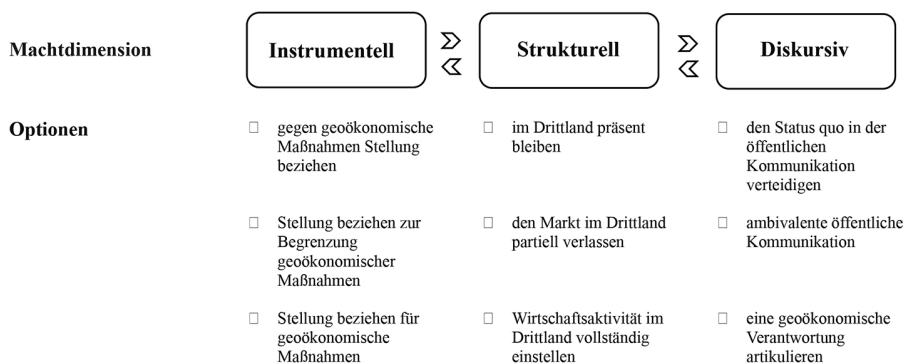 Machtdimension
Instrumentell
Strukturell
Diskursiv
Optionen
gegen geoökonomische
Maßnahmen Stellung
beziehen
im Drittland präsent
bleiben
den Status quo in der
öffentlichen
Kommunikation
verteidigen
Stellung beziehen zur
Begrenzung
geoökonomischer
Maßnahmen
den Markt im Drittland
partiell verlassen
ambivalente öffentliche
Kommunikation
Stellung beziehen für
geoökonomische
Maßnahmen
Wirtschaftsaktivität im
Drittland vollständig
einstellen
eine geoökonomische
Verantwortung
artikulieren